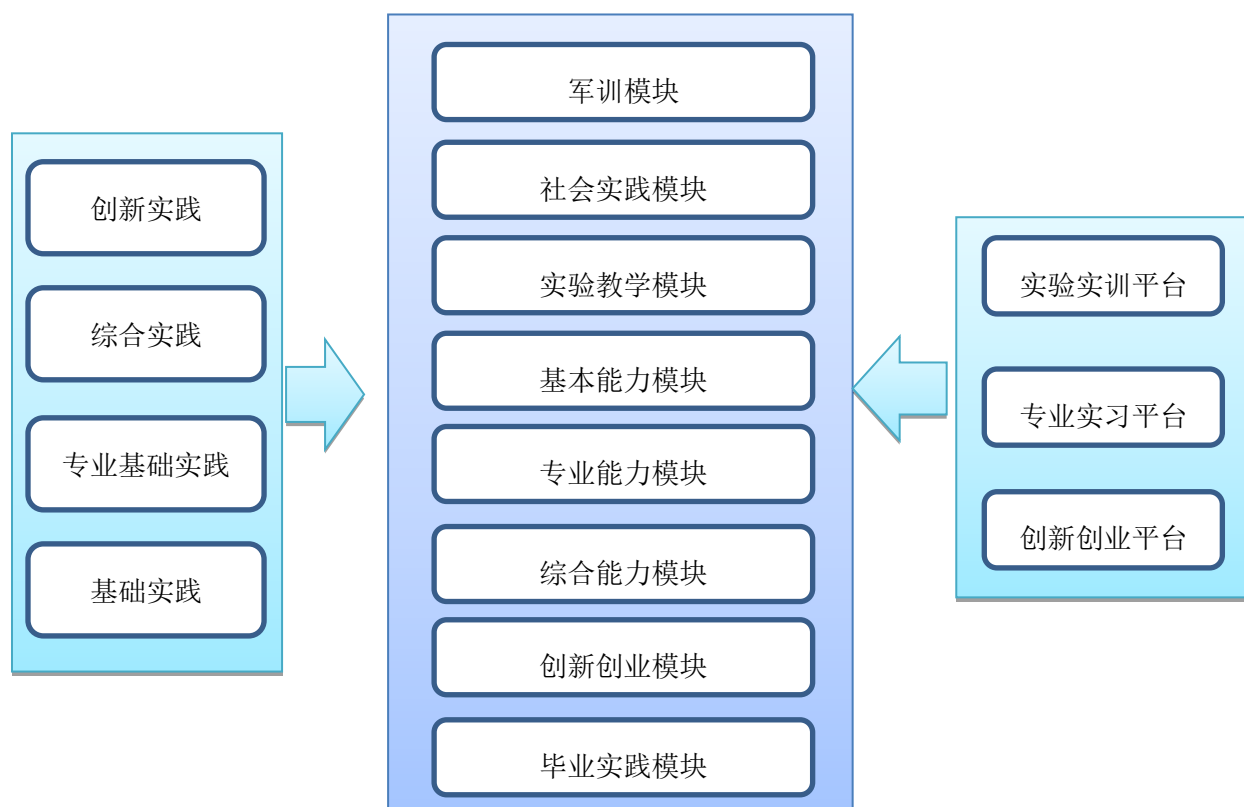 创新实践
综合实践
专业基础实践
基础实践
军训模块
社会实践模块
实验教学模块
基本能力模块
专业能力模块
综合能力模块
创新创业模块
毕业实践模块
实验实训平台
专业实习平台
创新创业平台